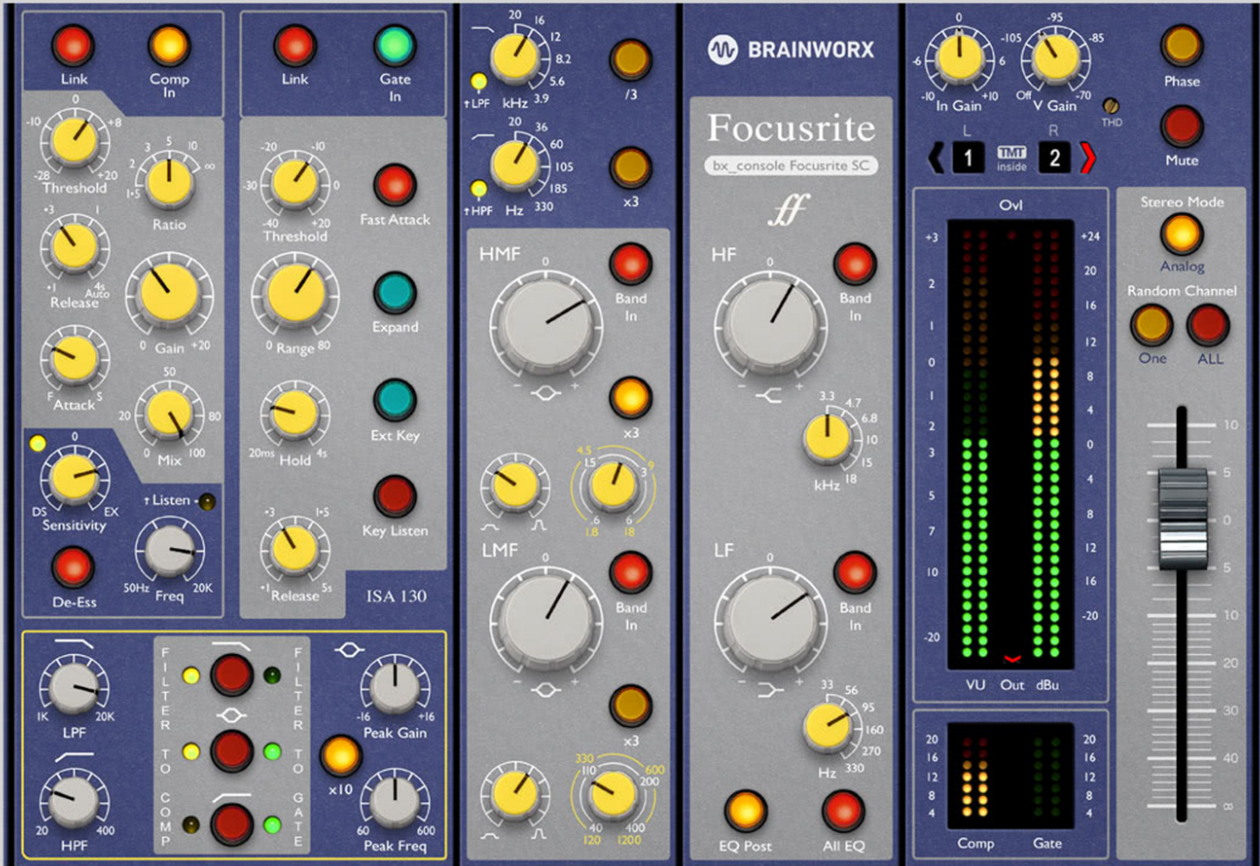 Link
Comp
In
0
-10
+8
-28
+20
Threshold
5
3
10
2
∞
1•5
Ratio
•3
1
•1
4s
Auto
Release
0
+20
Gain
F
S
Attack
50
20
80
0
100
Mix
0
DS
EX
Sensitivity
↑Listen
De-Ess
50Hz
20K
Freq
Link
Gate
In
-20
-10
-30
0
-40
+20
Threshold
Fast Attack
0
80
Range
Expand
20ms
4s
Hold
Ext Key
Key Listen
•3
1•5
•1
5s
Release
ISA 130
1K
20K
LPF
20
400
HPF
FILTER TO COMP
FILTER TO GATE
-16
+16
Peak Gain
x10
60
600
Peak Freq
20
16
12
8.2
5.6
3.9
↑LPF
kHz
/3
20
36
60
105
185
330
↑HPF
Hz
x3
HMF
0
-
+
Band
In
x3
4.5
9
1.5
3
.6
6
1.8
18
LMF
0
-
+
Band
In
x3
330
600
110
200
40
400
120
1200
BRAINWORX
Focusrite
bx_console Focusrite SC
ff
HF
0
-
+
Band
In
3.3
4.7
6.8
10
15
18
kHz
LF
0
-
+
Band
In
33
56
95
160
270
330
Hz
EQ Post
All EQ
0
-6
6
-10
+10
In Gain
-95
-105
-85
Off
-70
V Gain
THD
Phase
Mute
L
R
1
TMT
inside
2
Ovl
+3
2
1
0
1
2
3
4
5
7
10
-20
+24
20
16
12
8
4
0
4
8
12
16
-20
VU
Out
dBu
20
16
12
8
4
20
16
12
8
4
Comp
Gate
Stereo Mode
Analog
Random Channel
One
ALL
10
5
0
5
10
20
30
40
∞